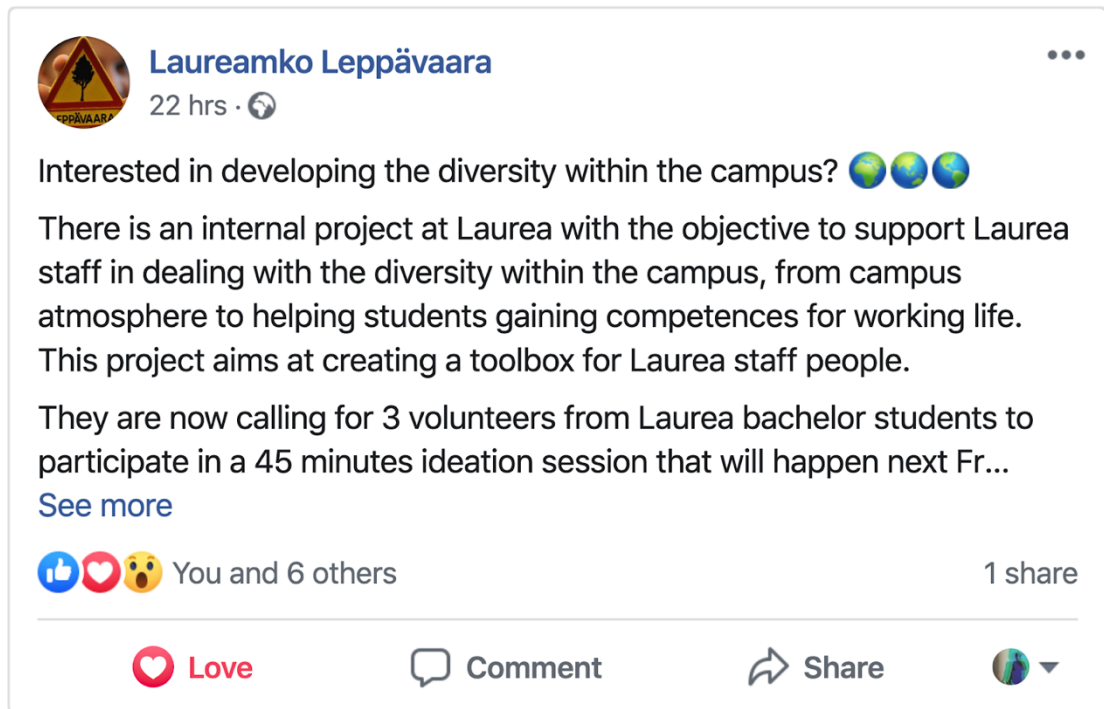 Laureamko Leppävaara
22 hrs ·
Interested in developing the diversity within the campus? 🌍🌏🌎
There is an internal project at Laurea with the objective to support Laurea
staff in dealing with the diversity within the campus, from campus
atmosphere to helping students gaining competences for working life.
This project aims at creating a toolbox for Laurea staff people.
They are now calling for 3 volunteers from Laurea bachelor students to
participate in a 45 minutes ideation session that will happen next Fr...
See more
You and 6 others
1 share
Love
Comment
Share